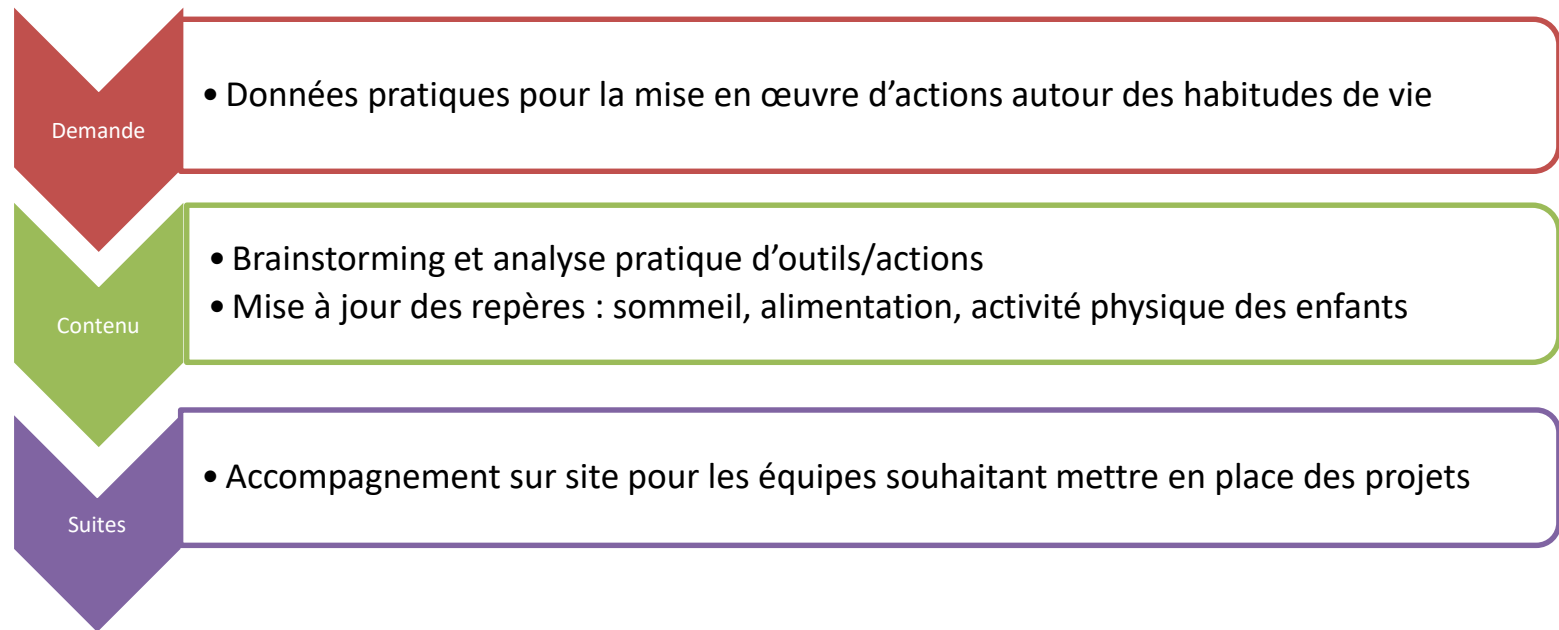 Demande
• Données pratiques pour la mise en œuvre d’actions autour des habitudes de vie
Contenu
• Brainstorming et analyse pratique d’outils/actions
• Mise à jour des repères : sommeil, alimentation, activité physique des enfants
Suites
• Accompagnement sur site pour les équipes souhaitant mettre en place des projets